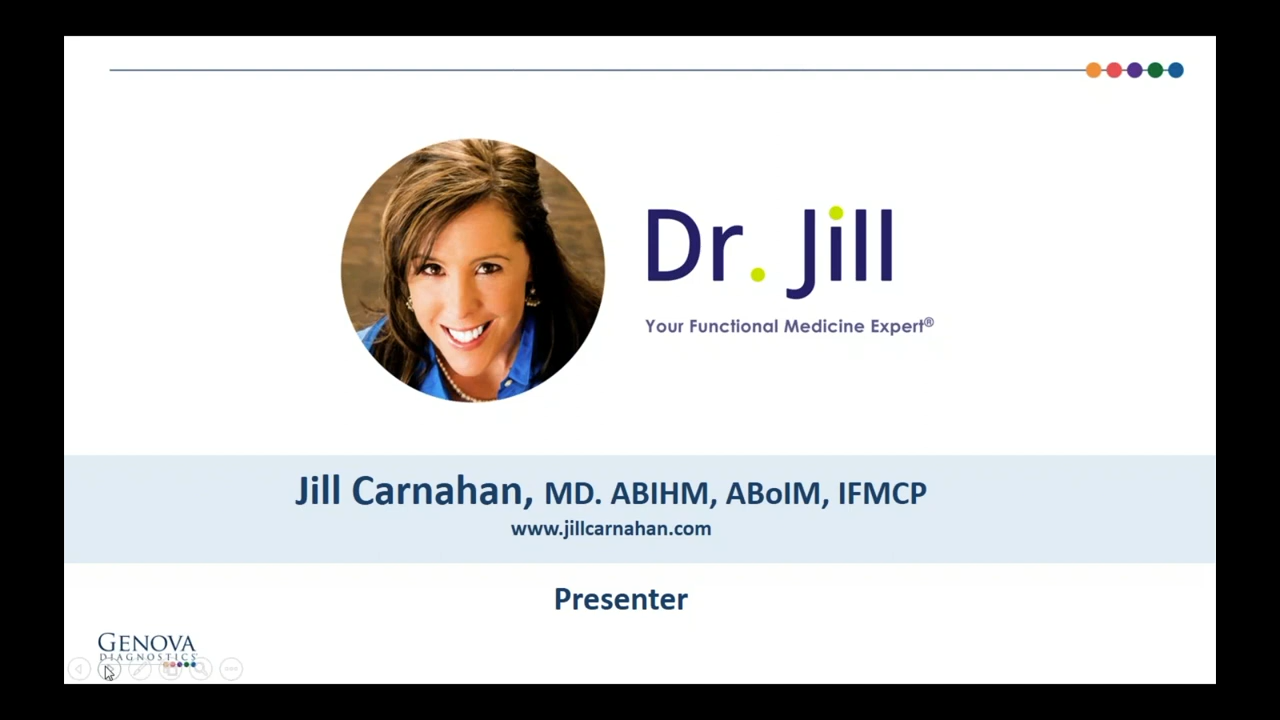 Dr. Jill
Your Functional Medicine Expert®
Jill Carnahan, MD. ABIHM, ABoIM, IFMCP
www.jillcarnahan.com
Presenter
GENOVA
DIAGNOSTICS